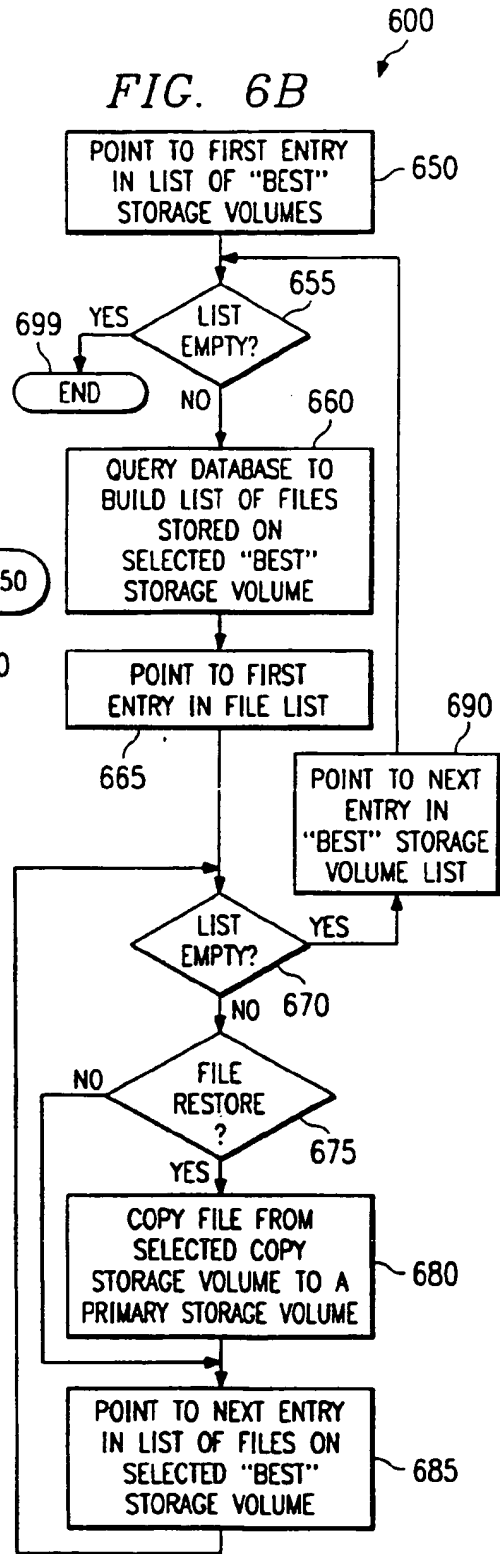 600
FIG. 6B
POINT TO FIRST ENTRY
IN LIST OF "BEST"
STORAGE VOLUMES
650
655
LIST
EMPTY?
YES
699
END
NO
660
QUERY DATABASE TO
BUILD LIST OF FILES
STORED ON
SELECTED "BEST"
STORAGE VOLUME
50
0
POINT TO FIRST
ENTRY IN FILE LIST
665
690
POINT TO NEXT
ENTRY IN
"BEST" STORAGE
VOLUME LIST
LIST
EMPTY?
YES
670
NO
FILE
RESTORE
?
NO
675
YES
COPY FILE FROM
SELECTED COPY
STORAGE VOLUME TO A
PRIMARY STORAGE VOLUME
680
POINT TO NEXT ENTRY
IN LIST OF FILES ON
SELECTED "BEST"
STORAGE VOLUME
685